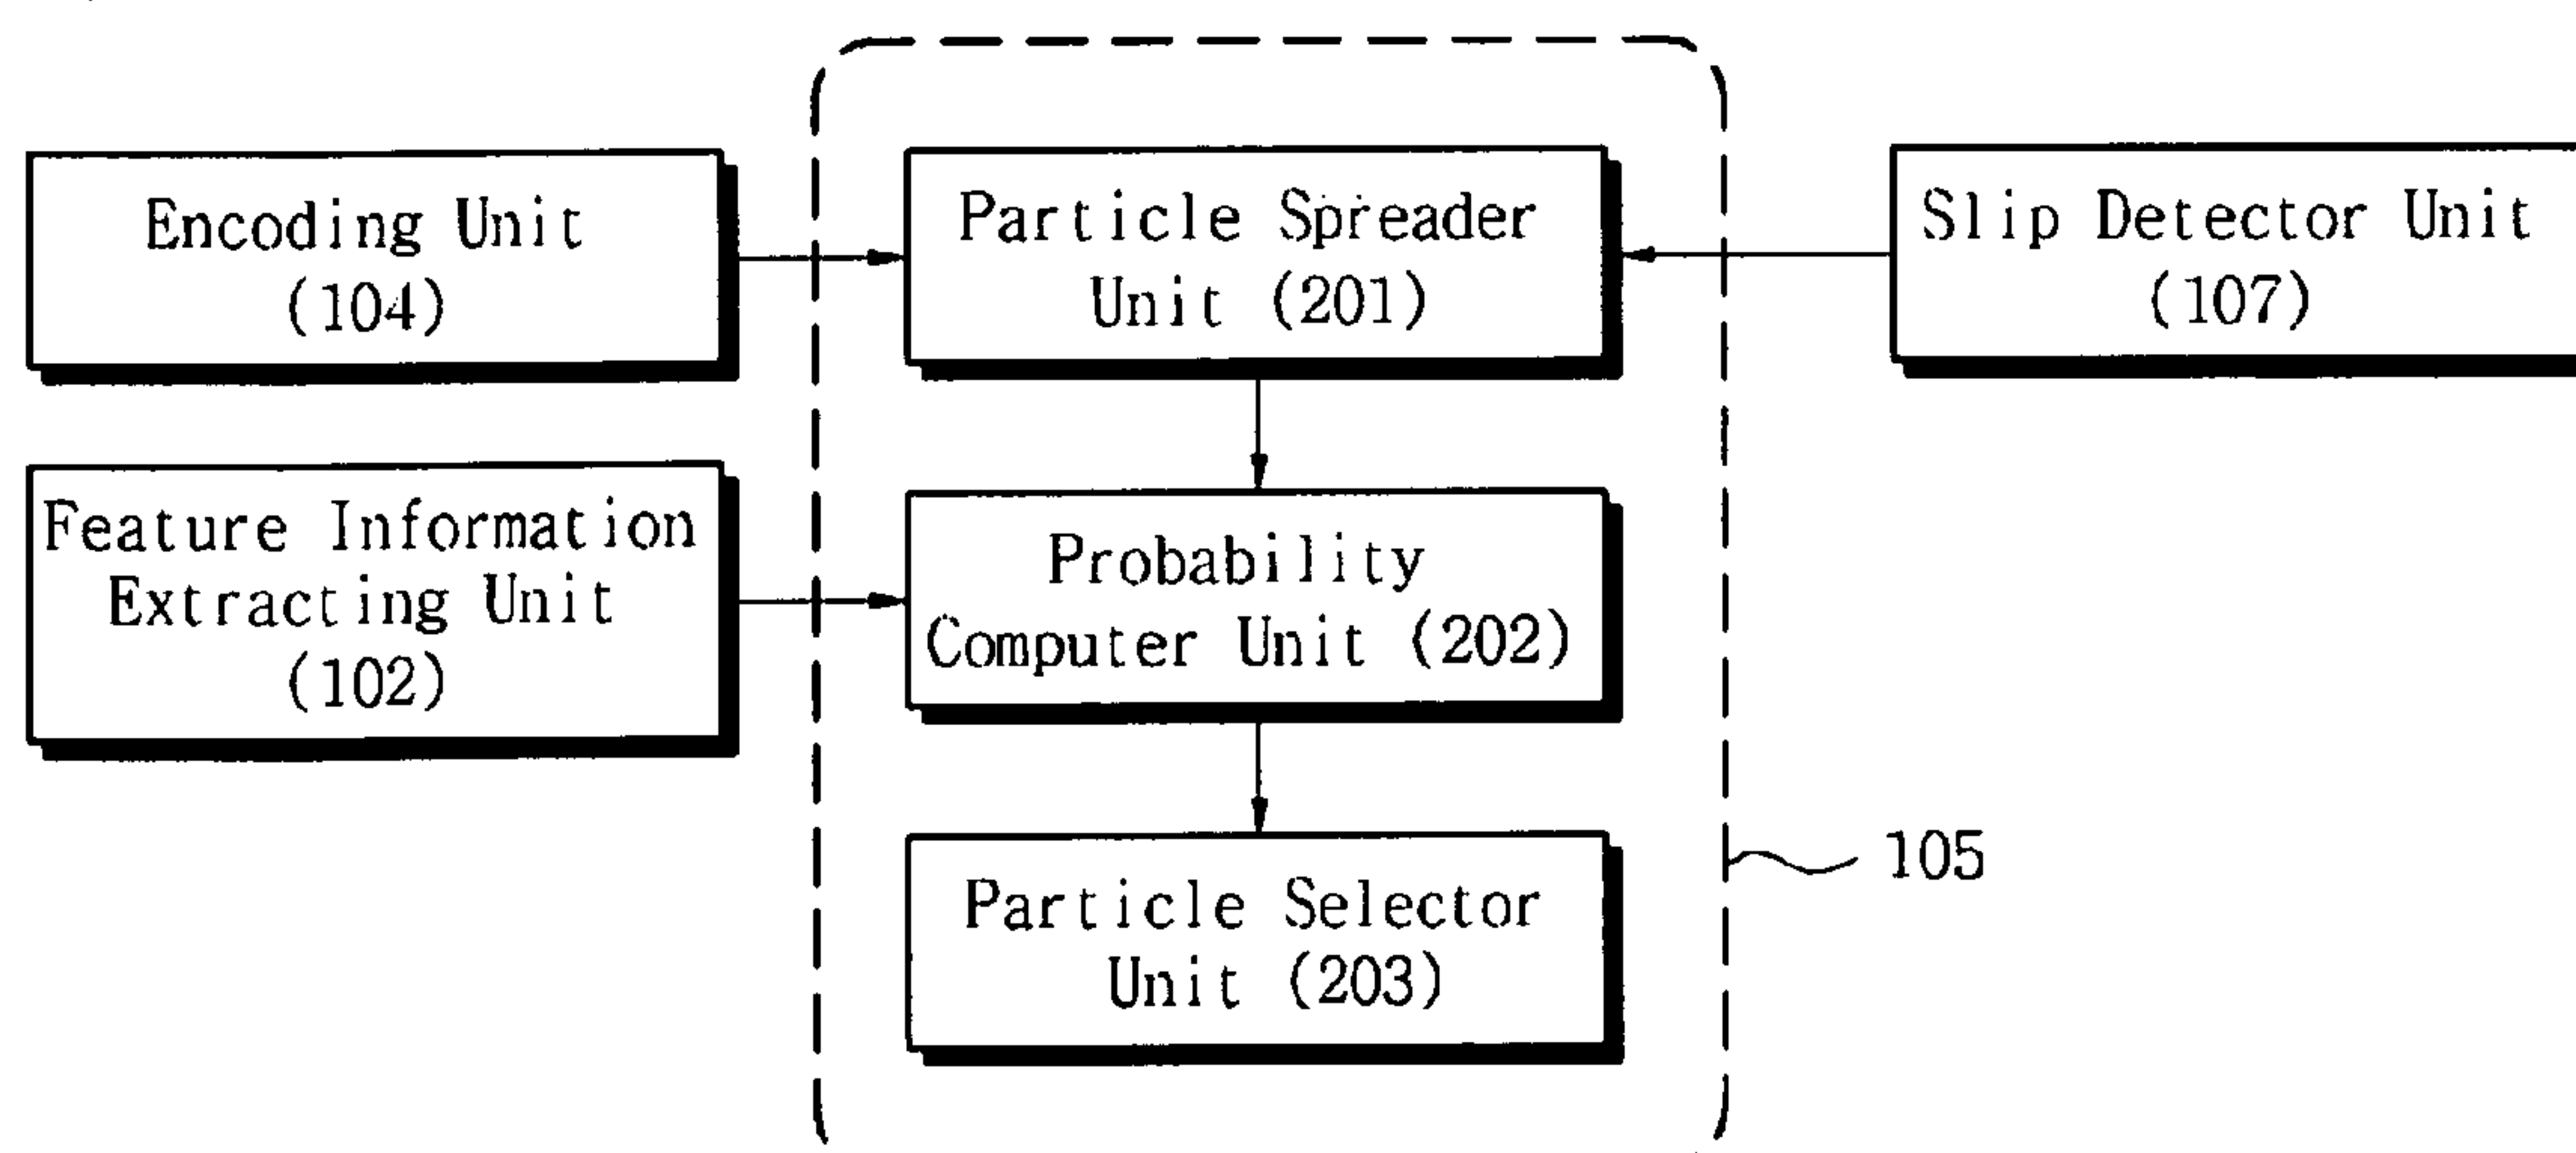 Encoding Unit
(104)
Particle Spreader
Unit (201)
Slip Detector Unit
(107)
Feature Information
Extracting Unit
(102)
Probability
Computer Unit (202)
Particle Selector
Unit (203)
105